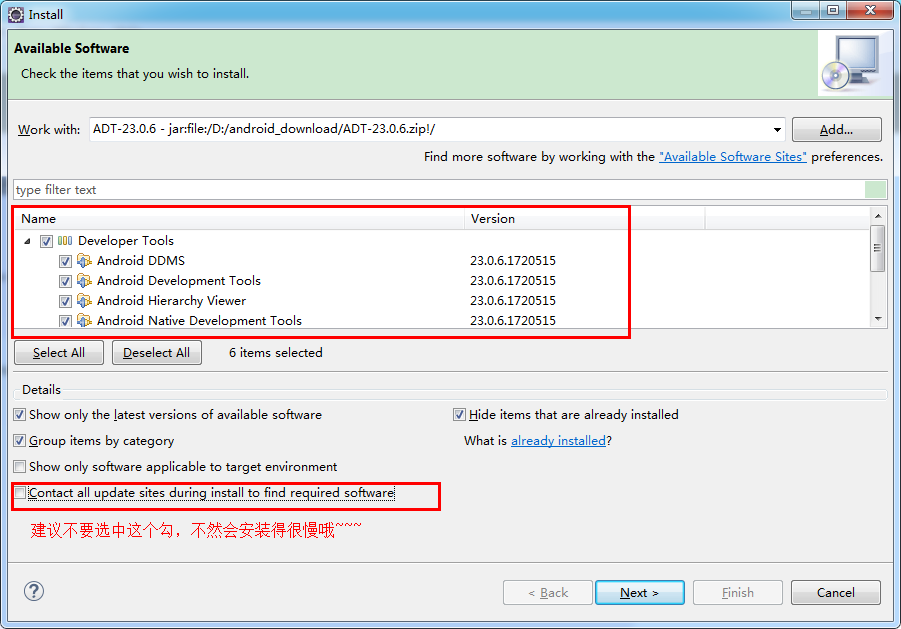 Install
Available Software
Check the items that you wish to install.
Work with: ADT-23.0.6 - jar:file:/D:/android_download/ADT-23.0.6.zip!/ Add...
Find more software by working with the "Available Software Sites" preferences.
type filter text
Name Version
Developer Tools
Android DDMS 23.0.6.1720515
Android Development Tools 23.0.6.1720515
Android Hierarchy Viewer 23.0.6.1720515
Android Native Development Tools 23.0.6.1720515
Select All Deselect All 6 items selected
Details
Show only the latest versions of available software Hide items that are already installed
Group items by category What is already installed?
Show only software applicable to target environment
Contact all update sites during install to find required software
建议不要选中这个勾，不然会安装得很慢哦~~~
? < Back Next > Finish Cancel